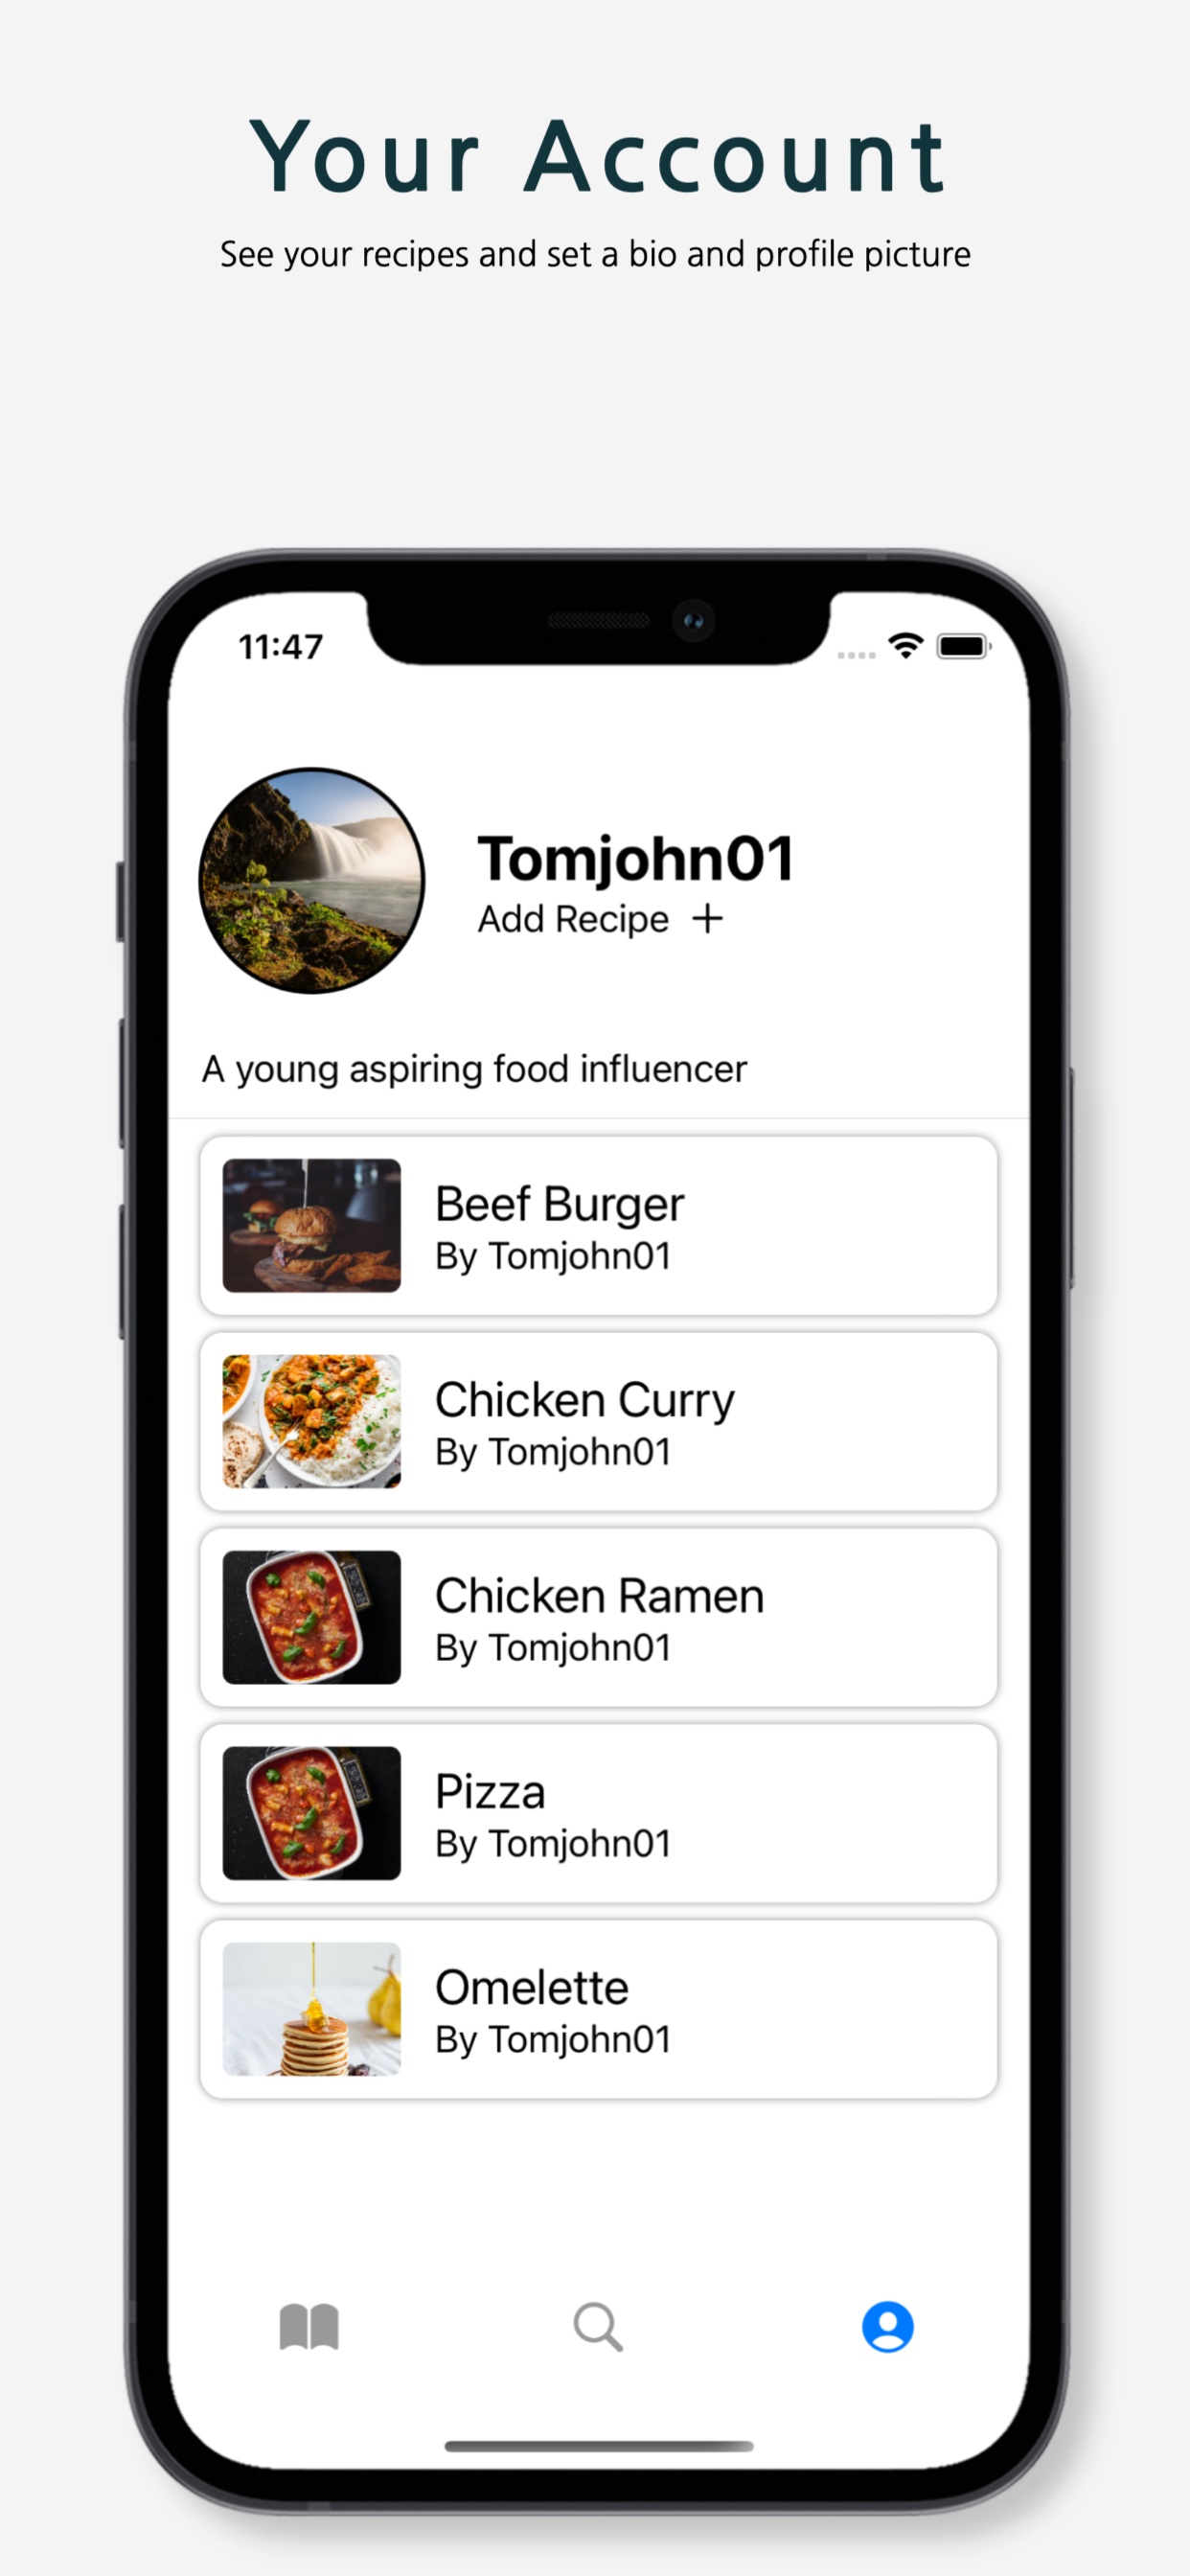 Your Account
See your recipes and set a bio and profile picture
11:47
Tomjohn01
Add Recipe +
A young aspiring food influencer
Beef Burger
By Tomjohn01
Chicken Curry
By Tomjohn01
Chicken Ramen
By Tomjohn01
Pizza
By Tomjohn01
Omelette
By Tomjohn01